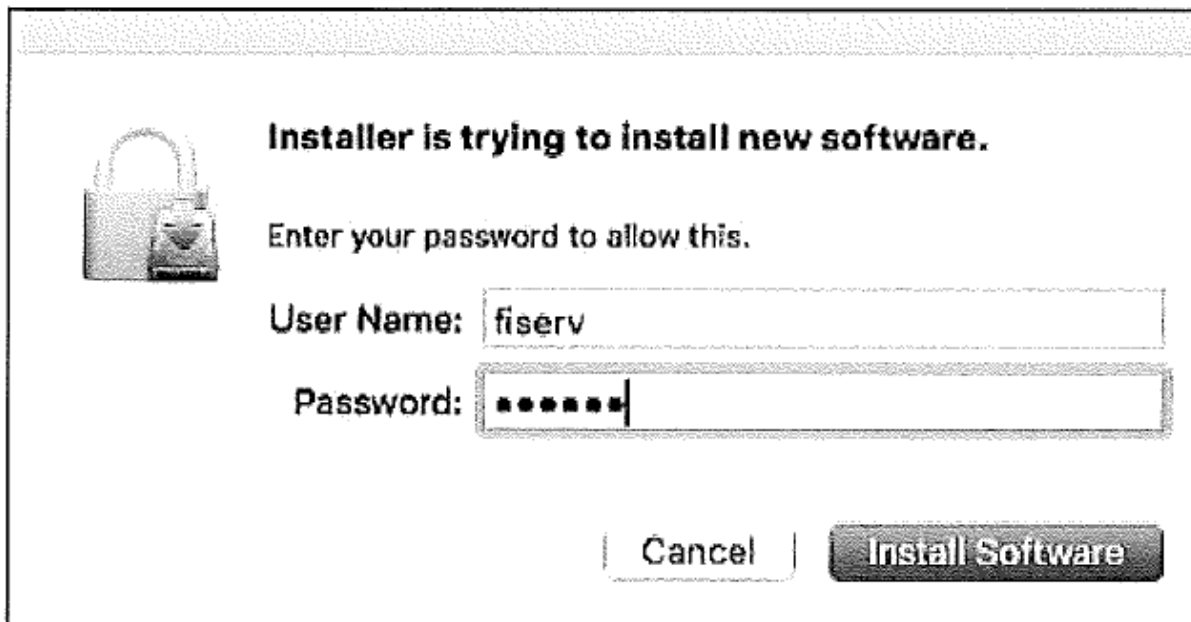 Installer is trying to install new software.
Enter your password to allow this.
User Name: fiserv
Password: ••••••
Cancel Install Software